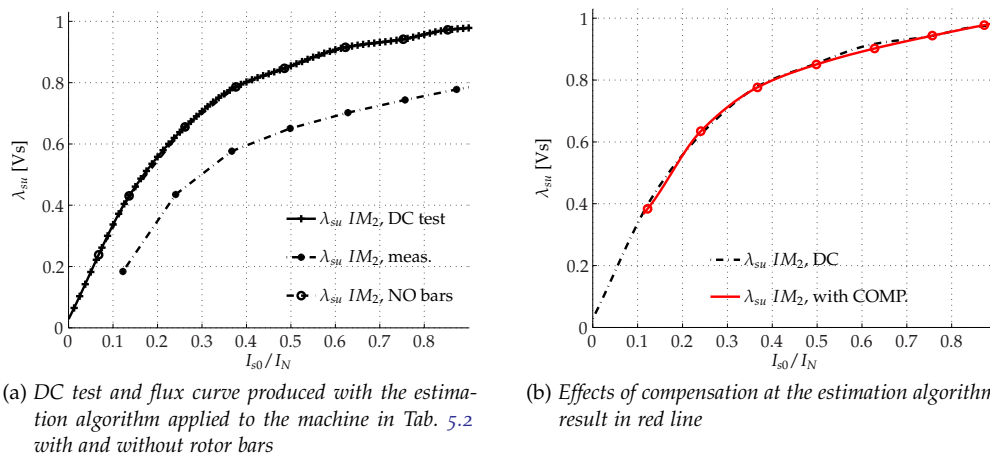 1
0.8
0.6
0.4
0.2
0
λsu [Vs]
λsu IM2, DC test
λsu IM2, meas.
λsu IM2, NO bars
0 0.1 0.2 0.3 0.4 0.5 0.6 0.7 0.8
Is0/IN
(a) DC test and flux curve produced with the estima-
tion algorithm applied to the machine in Tab. 5.2
with and without rotor bars
1
0.8
0.6
0.4
0.2
0
λsu [Vs]
λsu IM2, DC
λsu IM2, with COMP.
0 0.1 0.2 0.3 0.4 0.5 0.6 0.7 0.8
Is0/IN
(b) Effects of compensation at the estimation algorithm
result in red line